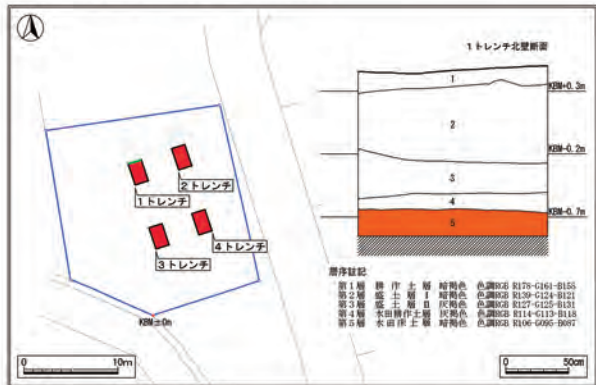 1トレンチ北壁断面
1
KBM+0.3m
2
KBM-0.2m
3
4
KBM-0.7m
5
1トレンチ
2トレンチ
3トレンチ
4トレンチ
KBM±0m
層序註記
第1層 耕作土層 暗褐色 色調RGB R178-G161-B155
第2層 盛土層 Ⅰ 暗褐色 色調RGB R139-G124-B121
第3層 盛土層 Ⅱ 灰褐色 色調RGB R127-G125-B131
第4層 水田耕作土層 灰褐色 色調RGB R114-G113-B118
第5層 水田作土層 暗褐色 色調RGB R106-G095-B087
0 10m
0 50cm